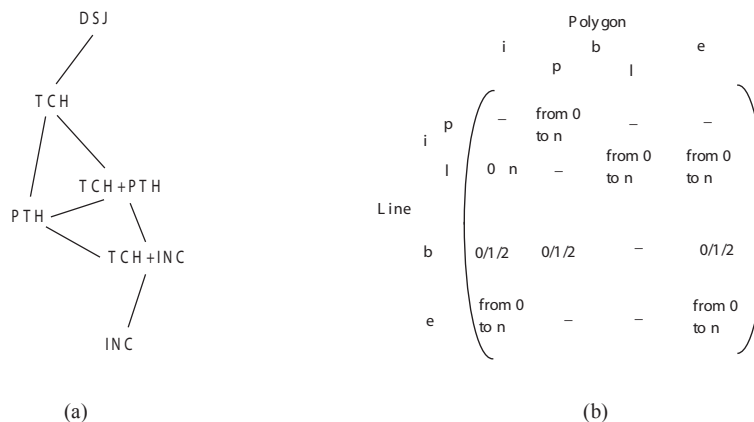 DSJ
TCH
TCH+PTH
PTH
TCH+INC
INC
(a)
Polygon
i b e
p l
Line
i p – from 0 to n – –
l 0 n – from 0 to n from 0 to n
b 0/1/2 0/1/2 – 0/1/2
e from 0 to n – – from 0 to n
(b)